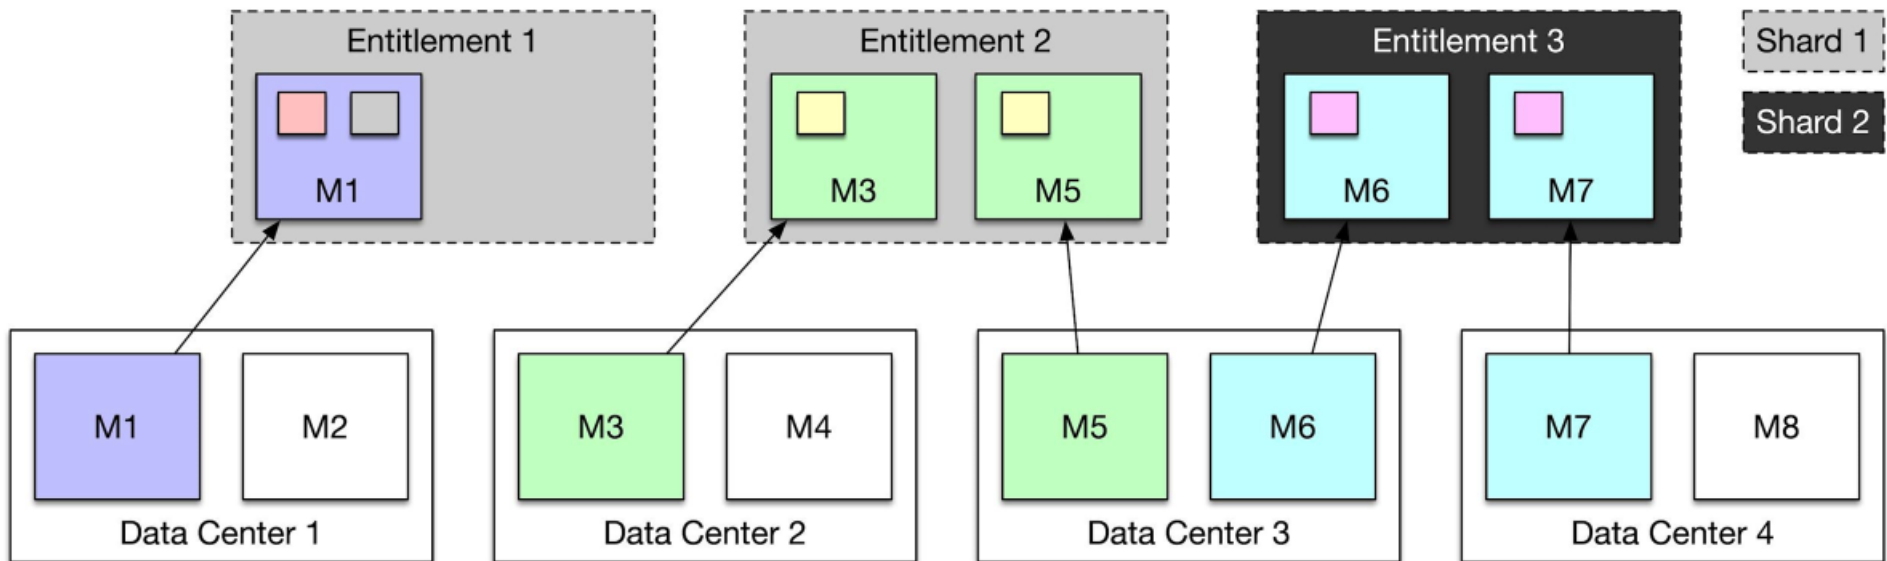 Entitlement 1
Entitlement 2
Entitlement 3
Shard 1
Shard 2
M1
M3
M5
M6
M7
M1
M2
M3
M4
M5
M6
M7
M8
Data Center 1
Data Center 2
Data Center 3
Data Center 4